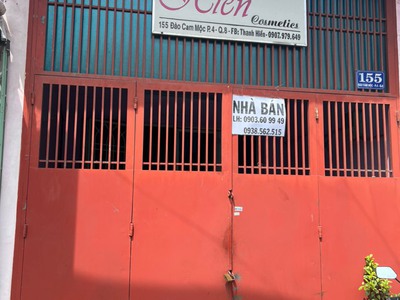 Hien
Cosmetics
155 Đào Cam Mộc P.4 - Q.8 - FB: Thanh Hiền - 0907.979.649
155
NHÀ BÁN
LH: 0903.60 99 49
0938.562.515